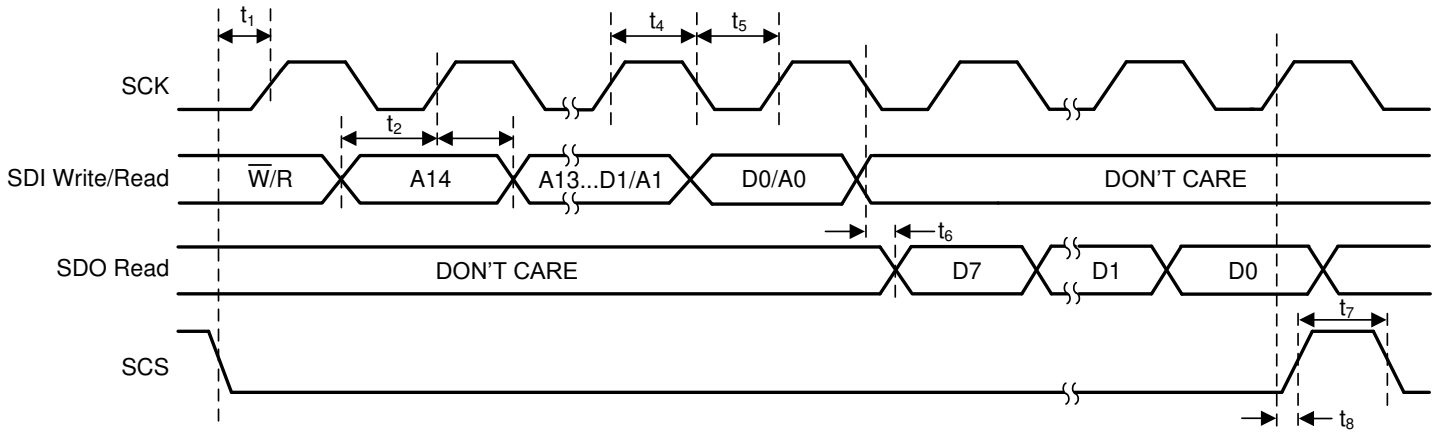 t1
t4
t5
SCK
t2
SDI Write/Read
W/R
A14
A13...D1/A1
D0/A0
DON'T CARE
t6
SDO Read
DON'T CARE
D7
D1
D0
t7
SCS
t8